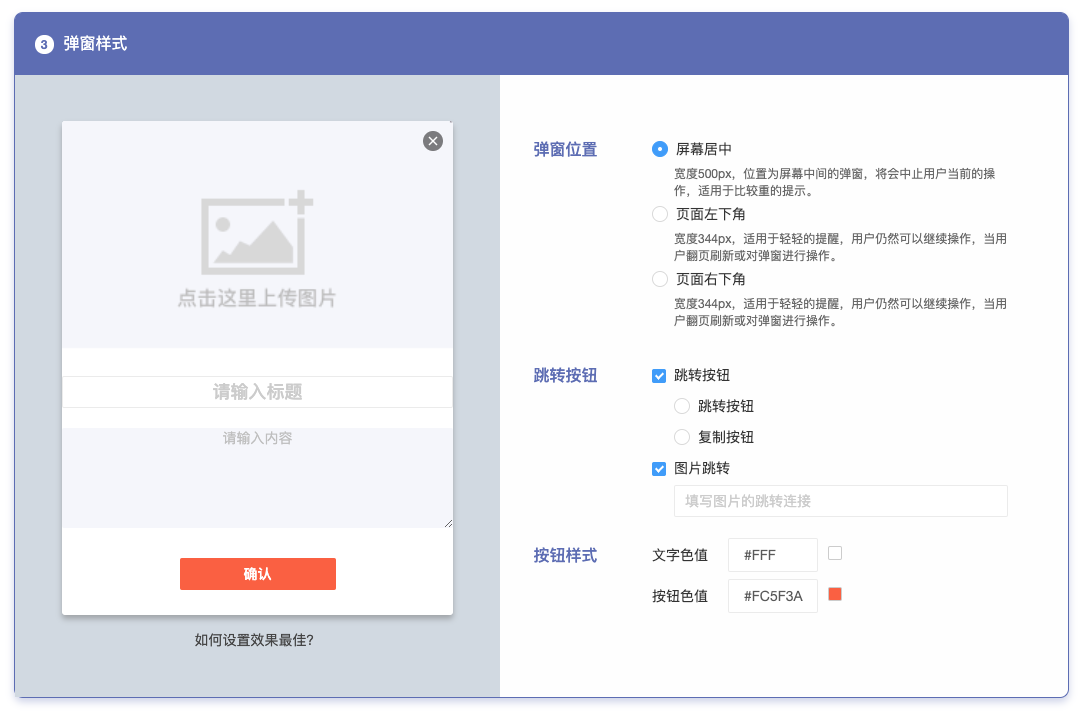 3 弹窗样式
点击这里上传图片
请输入标题
请输入内容
确认
如何设置效果最佳?
弹窗位置
屏幕居中
宽度500px，位置为屏幕中间的弹窗，将会中止用户当前的操
作，适用于比较重的提示。
页面左下角
宽度344px，适用于轻轻的提醒，用户仍然可以继续操作，当用
户翻页刷新或对弹窗进行操作。
页面右下角
宽度344px，适用于轻轻的提醒，用户仍然可以继续操作，当用
户翻页刷新或对弹窗进行操作。
跳转按钮
跳转按钮
跳转按钮
复制按钮
图片跳转
填写图片的跳转连接
按钮样式
文字色值 #FFF
按钮色值 #FC5F3A